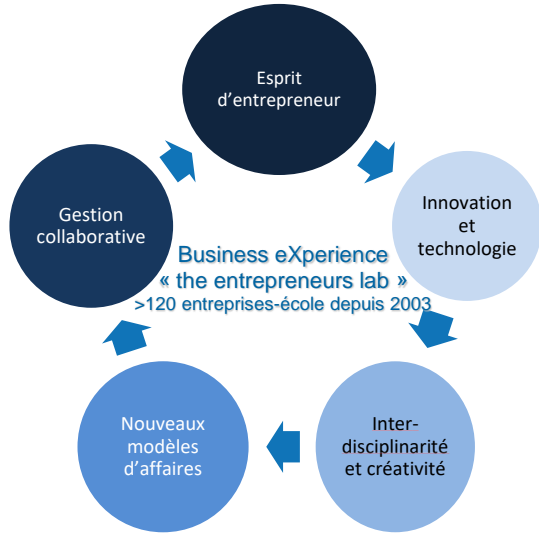 Esprit
d'entrepreneur
Innovation
et
technologie
Inter-
disciplinarité
et créativité
Nouveaux
modèles
d'affaires
Gestion
collaborative
Business eXperience
« the entrepreneurs lab »
>120 entreprises-école depuis 2003